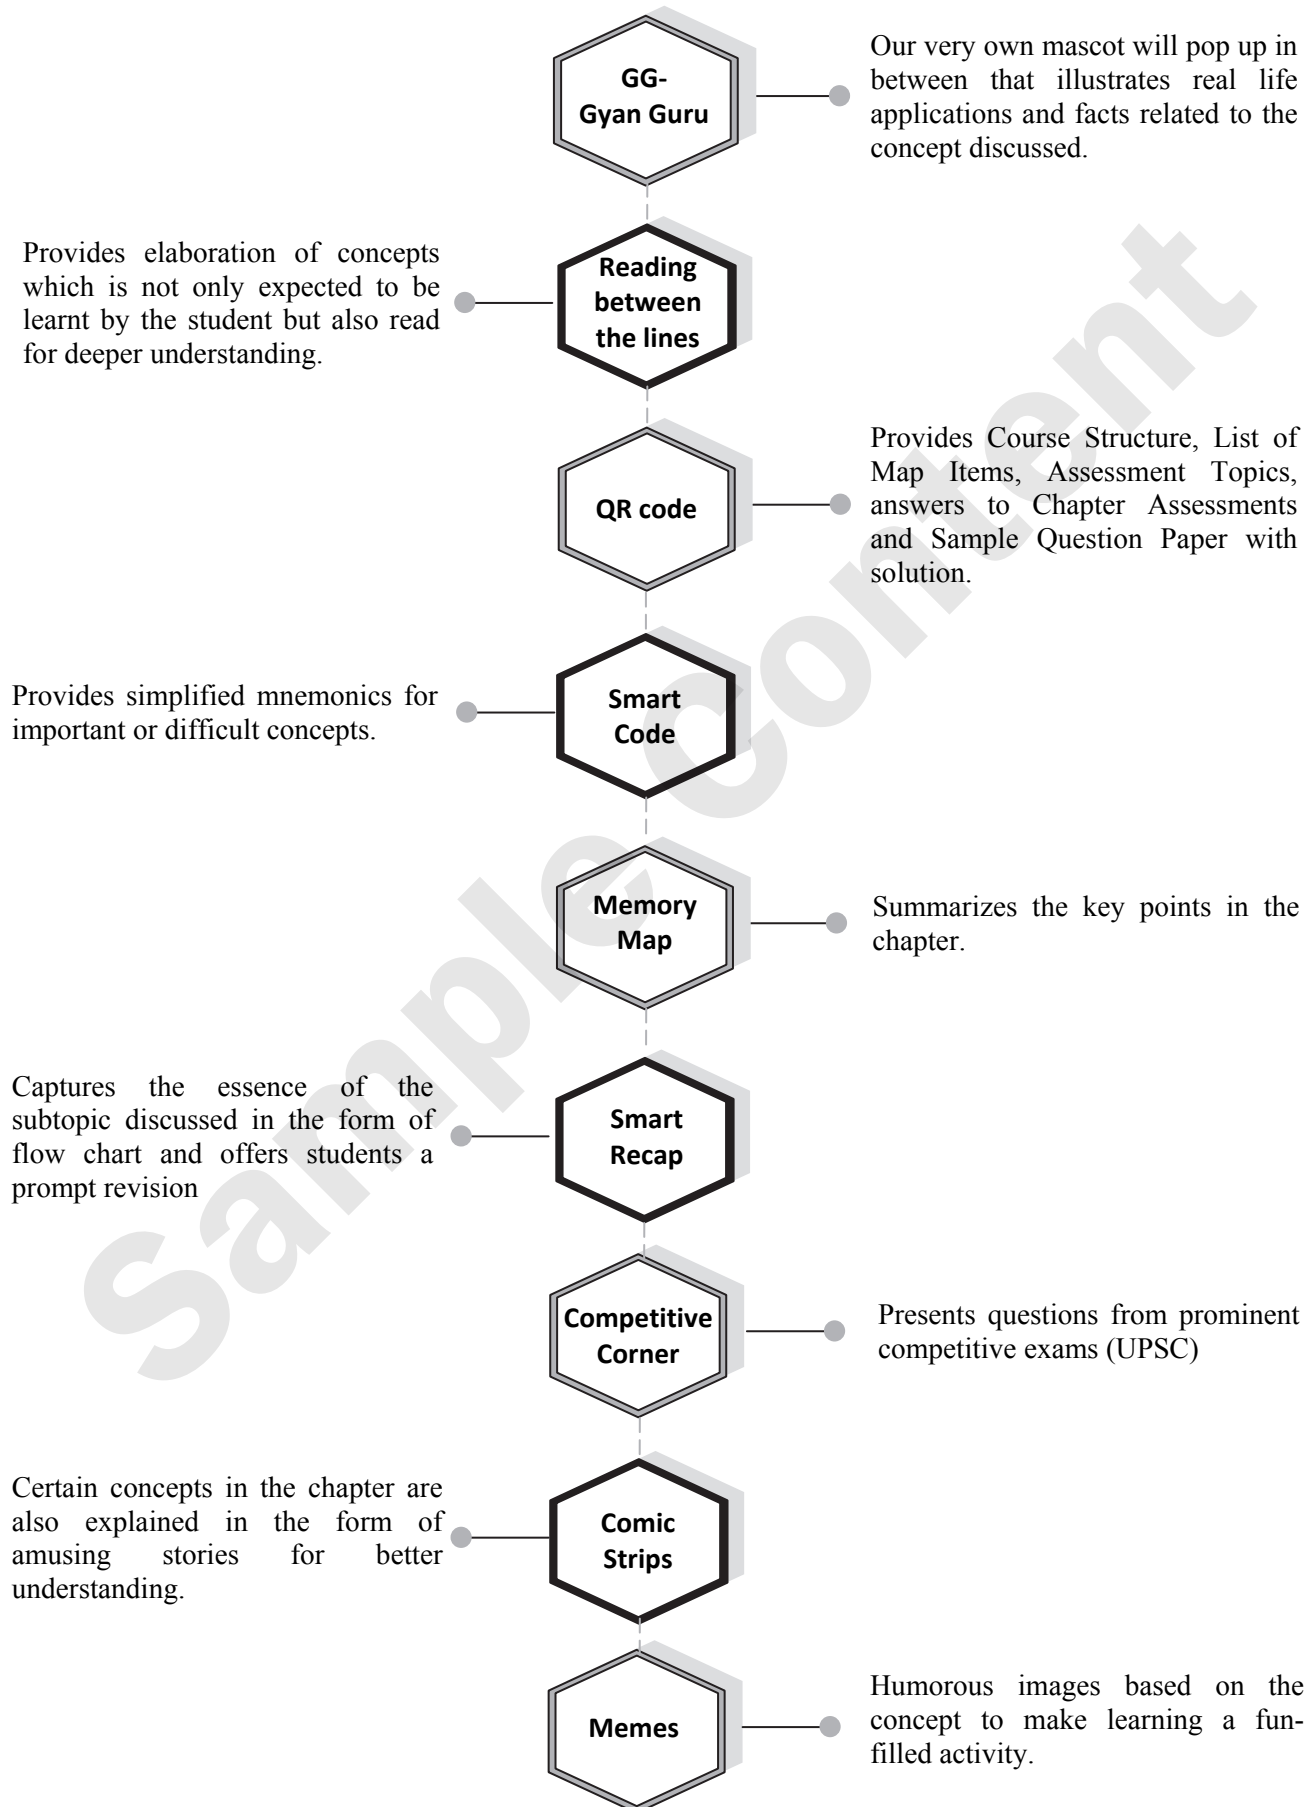 GG-
Gyan Guru
Our very own mascot will pop up in
between that illustrates real life
applications and facts related to the
concept discussed.
Provides elaboration of concepts
which is not only expected to be
learnt by the student but also read
for deeper understanding.
Reading
between
the lines
QR code
Provides Course Structure, List of
Map Items, Assessment Topics,
answers to Chapter Assessments
and Sample Question Paper with
solution.
Provides simplified mnemonics for
important or difficult concepts.
Smart
Code
Memory
Map
Summarizes the key points in the
chapter.
Captures the essence of the
subtopic discussed in the form of
flow chart and offers students a
prompt revision
Smart
Recap
Competitive
Corner
Presents questions from prominent
competitive exams (UPSC)
Certain concepts in the chapter are
also explained in the form of
amusing stories for better
understanding.
Comic
Strips
Memes
Humorous images based on the
concept to make learning a fun-
filled activity.
Sample Content